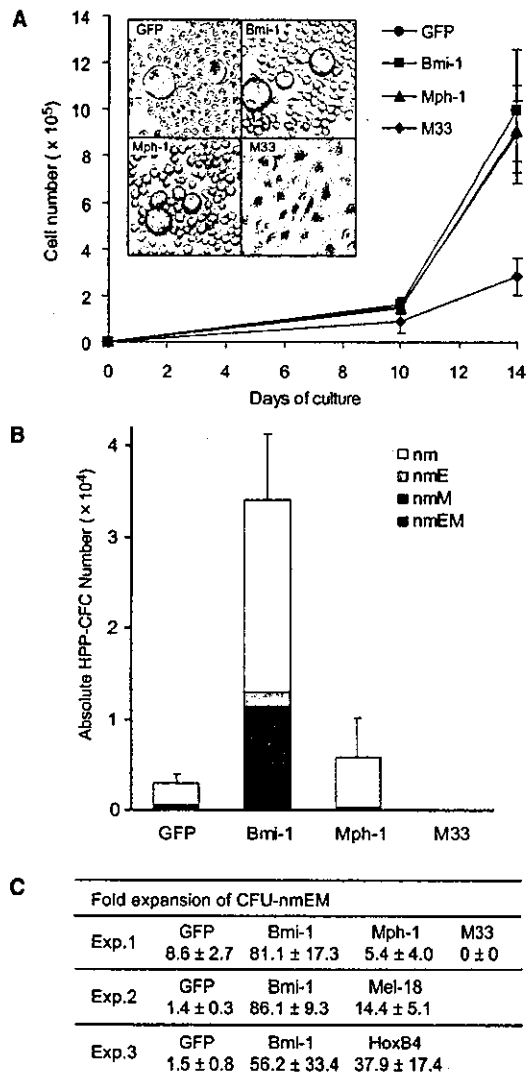 A
14
12
10
8
6
4
2
0
Cell number (× 10⁵)
GFP
Bmi-1
Mph-1
M33
GFP
Bmi-1
Mph-1
M33
0 2 4 6 8 10 12 14
Days of culture
B
4
3
2
1
0
Absolute HPP-CFC Number (× 10⁴)
nm
nmE
nmM
nmEM
GFP Bmi-1 Mph-1 M33
C
Fold expansion of CFU-nmEM
GFP Bmi-1 Mph-1 M33
Exp.1 8.6 ± 2.7 81.1 ± 17.3 5.4 ± 4.0 0 ± 0
GFP Bmi-1 Mel-18
Exp.2 1.4 ± 0.3 86.1 ± 9.3 14.4 ± 5.1
GFP Bmi-1 HoxB4
Exp.3 1.5 ± 0.8 56.2 ± 33.4 37.9 ± 17.4